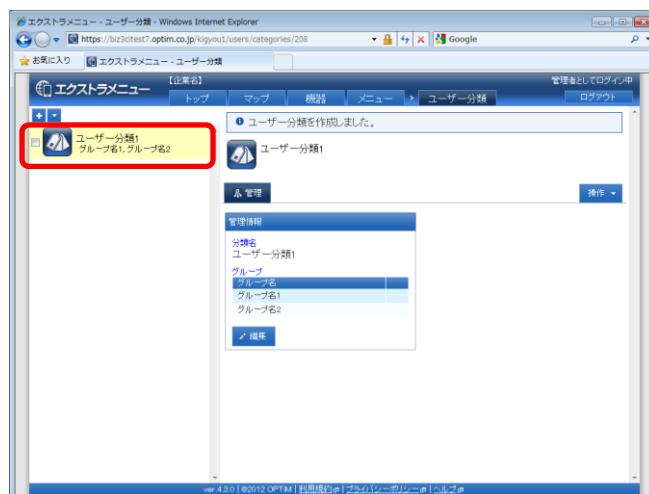 エクストラメニュー - ユーザー分類 - Windows Internet Explorer
https://biz3citest7.optim.co.jp/kigyou1/users/categories/208
Google
お気に入り
エクストラメニュー - ユーザー分類
エクストラメニュー
【企業名】
管理者としてログイン中
トップ
マップ
機器
メニュー
ユーザー分類
ログアウト
ユーザー分類1
グループ名1, グループ名2
ユーザー分類を作成しました。
ユーザー分類1
管理
操作
管理情報
分類名
ユーザー分類1
グループ
グループ名
グループ名1
グループ名2
編集
ver.4.3.0 | ©2012 OPTiM | 利用規約 | プライバシーポリシー | ヘルプ